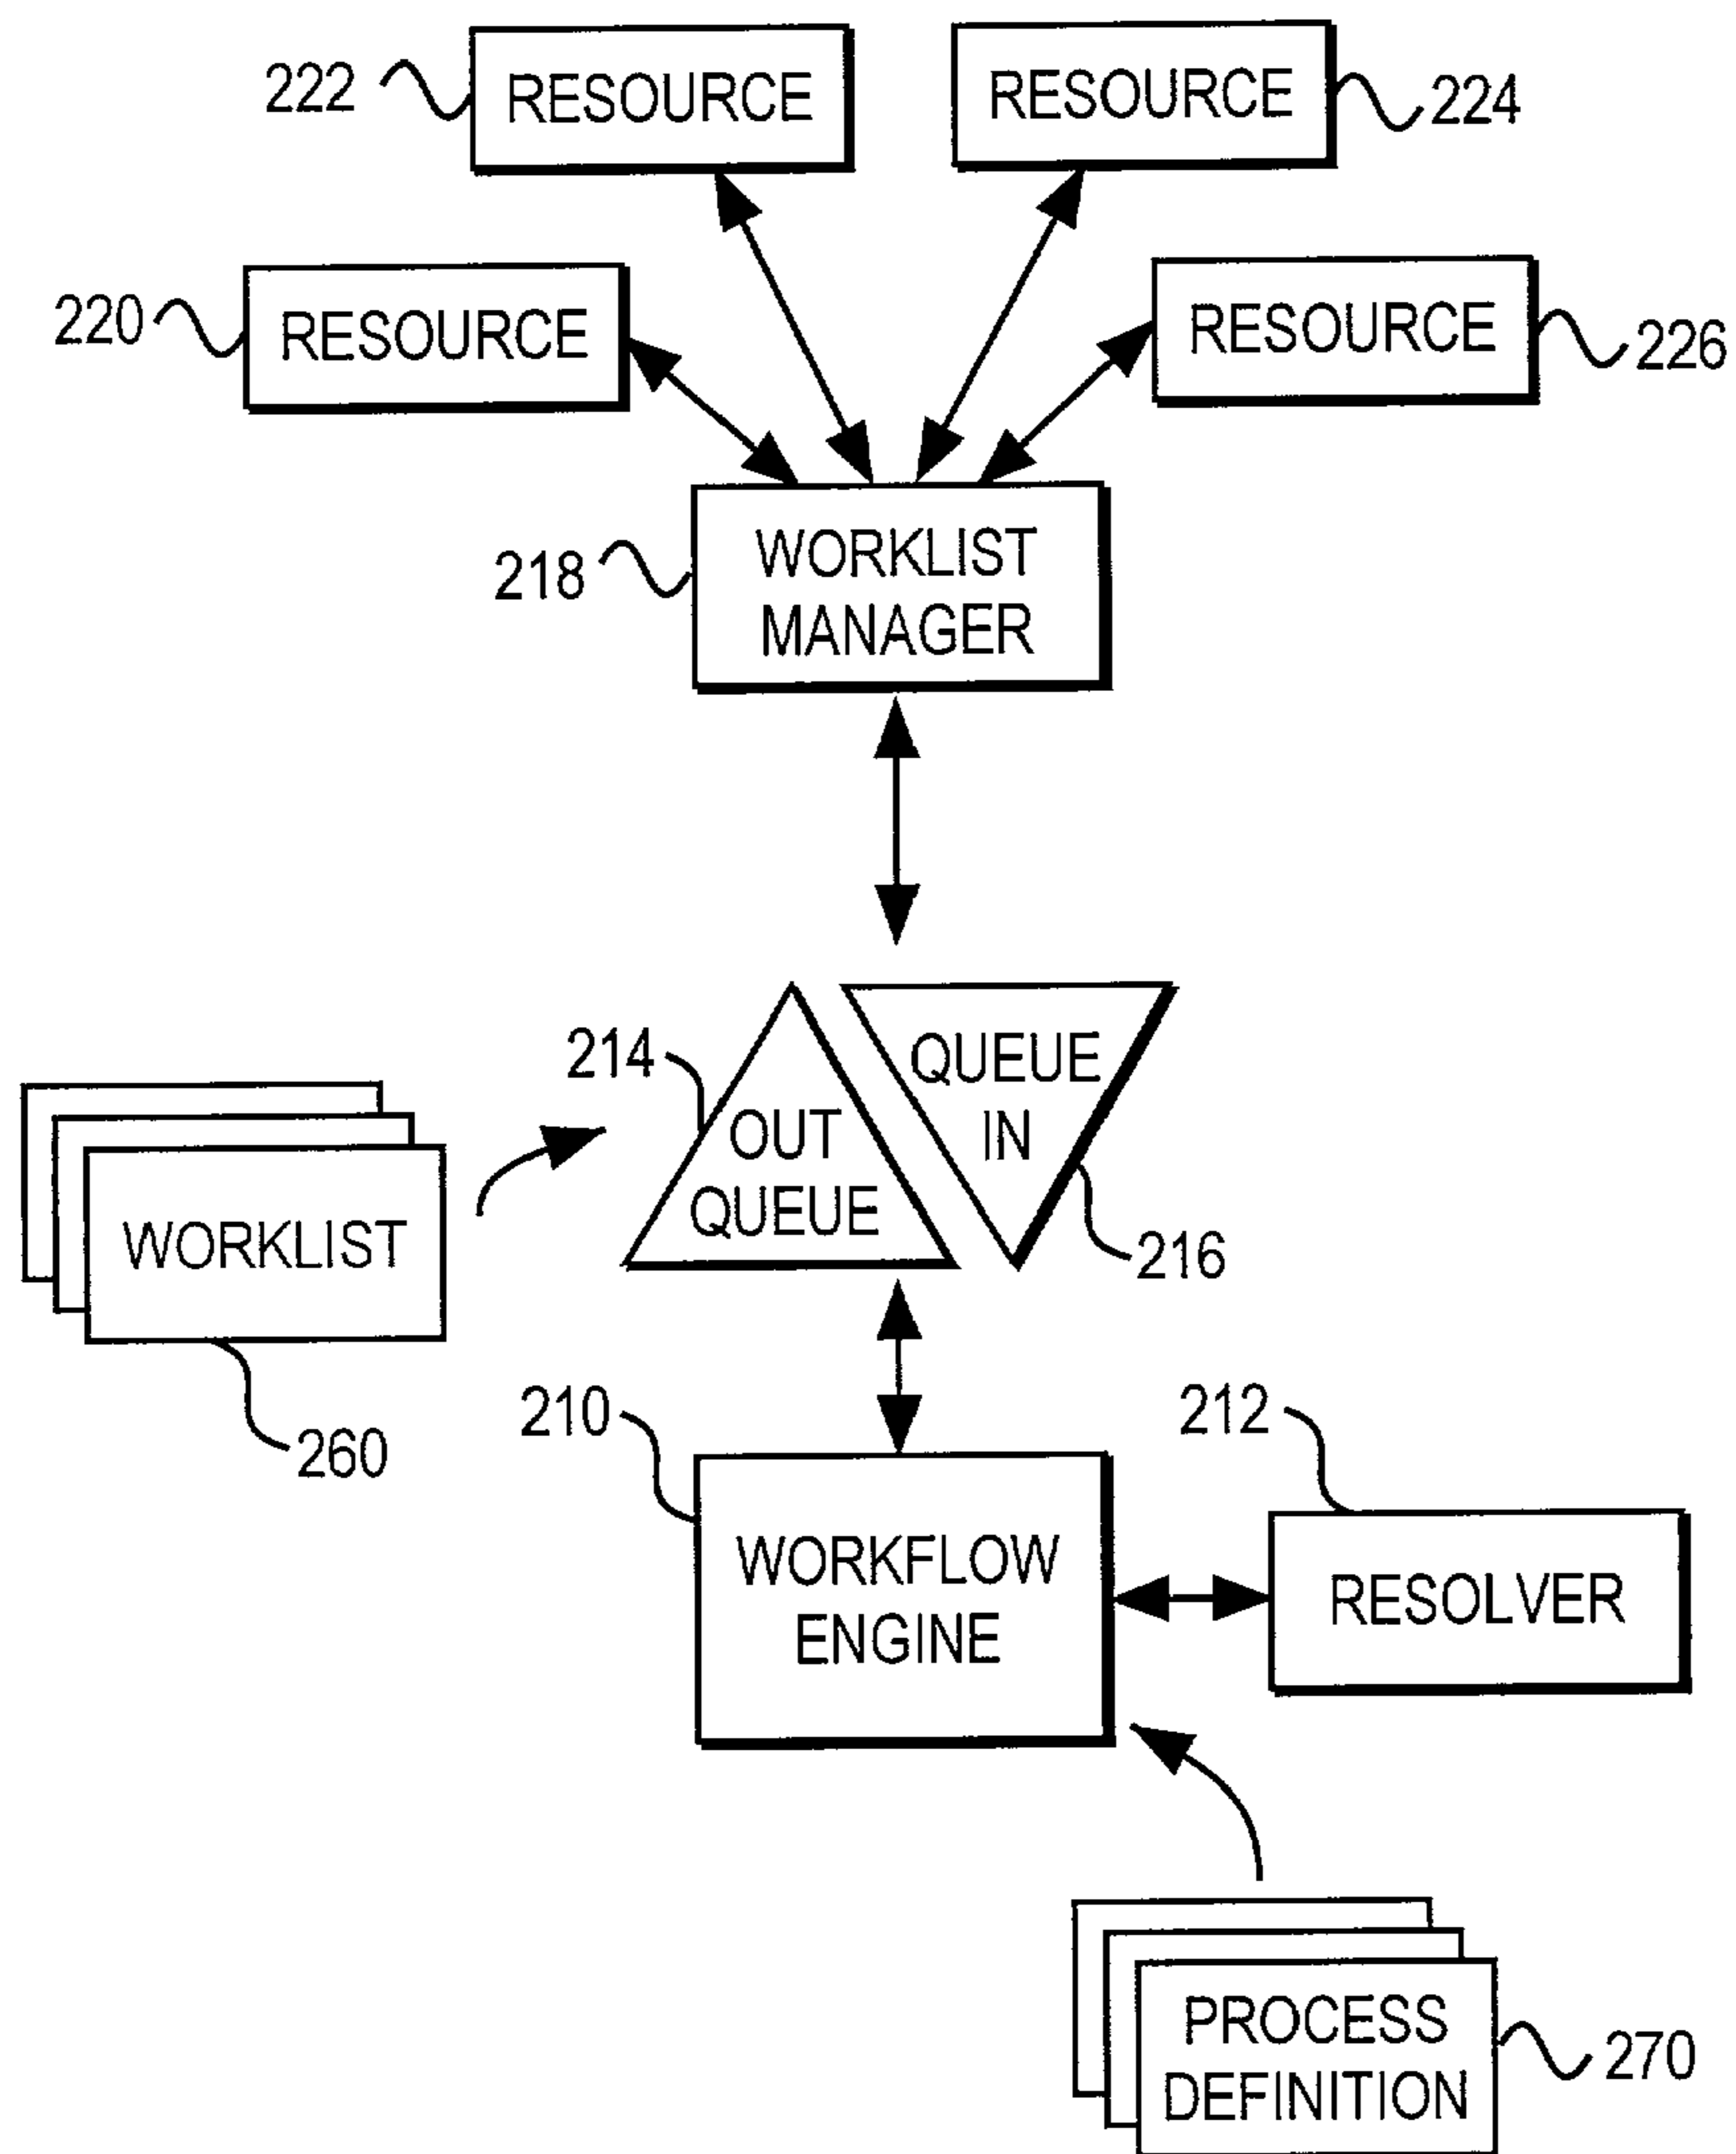 222
RESOURCE
RESOURCE
224
220
RESOURCE
RESOURCE
226
218
WORKLIST
MANAGER
214
OUT
QUEUE
QUEUE
IN
216
WORKLIST
260
210
WORKFLOW
ENGINE
212
RESOLVER
PROCESS
DEFINITION
270